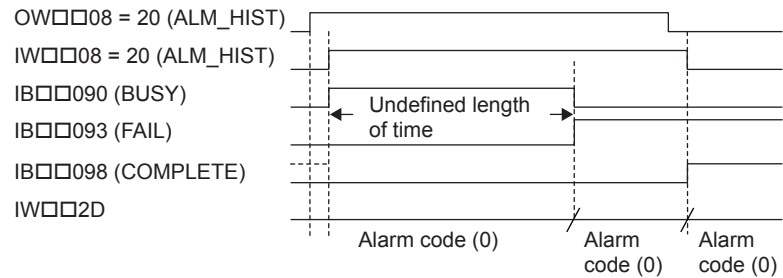 OW□□08 = 20 (ALM_HIST)
IW□□08 = 20 (ALM_HIST)
IB□□090 (BUSY)
Undefined length
of time
IB□□093 (FAIL)
IB□□098 (COMPLETE)
IW□□2D
Alarm code (0)
Alarm
code (0)
Alarm
code (0)